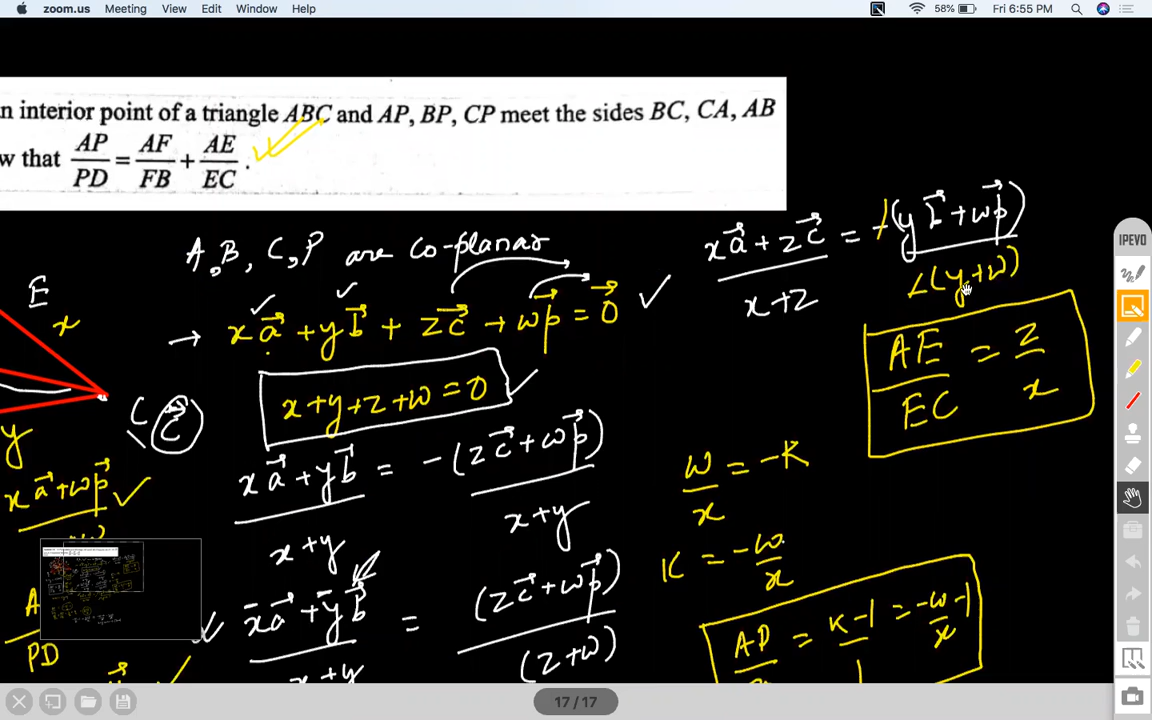 zoom.us Meeting View Edit Window Help 58% Fri 6:55 PM
n interior point of a triangle ABC and AP, BP, CP meet the sides BC, CA, AB
w that AP/PD = AF/FB + AE/EC .
A, B, C, P are co-planar
→ x a⃗ + y b⃗ + z c⃗ + w p⃗ = 0⃗
x+y+z+w = 0
x a⃗ + y b⃗ / x+y = -(z c⃗ + w p⃗) / x+y
x a⃗ + y b⃗ / x+y = (z c⃗ + w p⃗) / (z+w)
x a⃗ + z c⃗ / x+z = -(y b⃗ + w p⃗) / -(y+w)
AE/EC = z/x
w/x = -K
K = -w/x
AP = K-1 / 1 = -w-1 / x
E
x
C (c⃗)
y
x a⃗ + w p⃗
A
PD
IPEVO
17 / 17